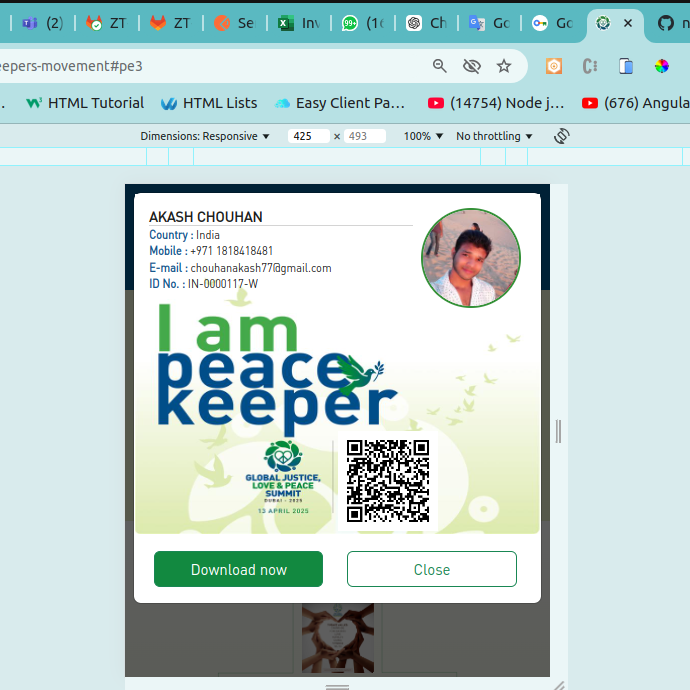 (2)
ZT
ZT
Se
Inv
99+
(1
Ch
Go
Go
n
eepers-movement#pe3
HTML Tutorial
HTML Lists
Easy Client Pa...
(14754) Node j...
(676) Angula
Dimensions: Responsive
425 × 493
100%
No throttling
AKASH CHOUHAN
Country : India
Mobile : +971 1818418481
E-mail : chouhanakash77@gmail.com
ID No. : IN-0000117-W
I am
peace
keeper
GLOBAL JUSTICE,
LOVE & PEACE
SUMMIT
DUBAI - 2025
13 APRIL 2025
Download now
Close